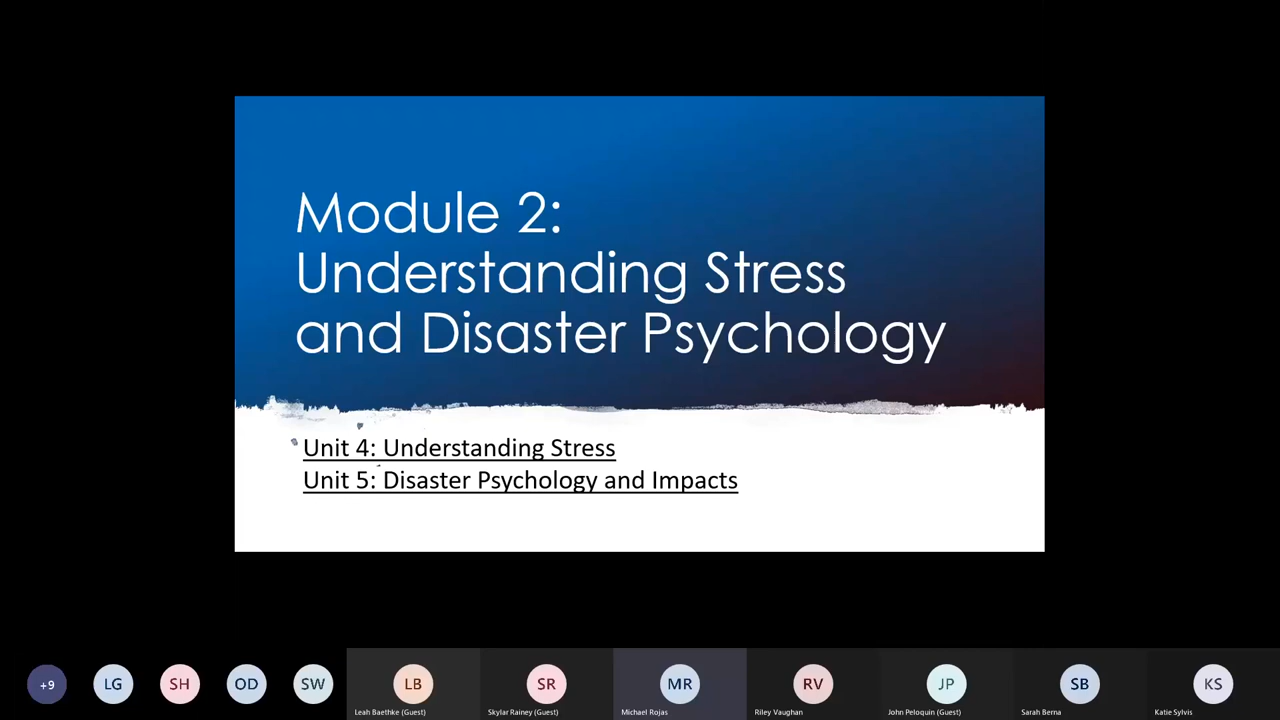 Module 2:
Understanding Stress
and Disaster Psychology
Unit 4: Understanding Stress
Unit 5: Disaster Psychology and Impacts
+9
LG
SH
OD
SW
LB
SR
MR
RV
JP
SB
KS
Leah Baethke (Guest)
Skylar Rainey (Guest)
Michael Rojas
Riley Vaughan
John Peloquin (Guest)
Sarah Berna
Katie Sylvis